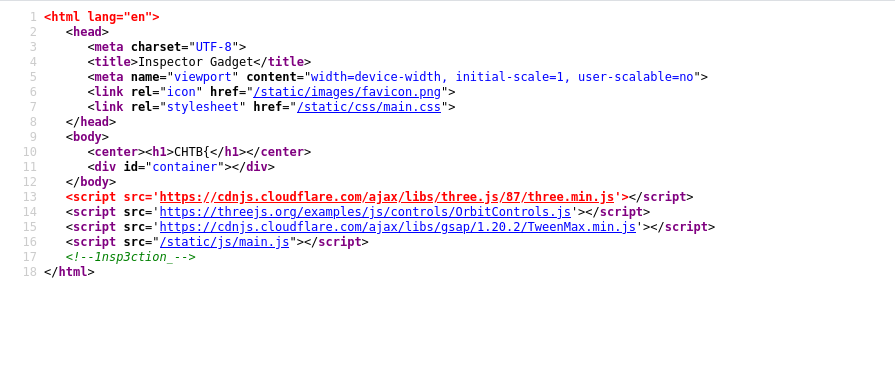 1 <html lang="en">
2 <head>
3 <meta charset="UTF-8">
4 <title>Inspector Gadget</title>
5 <meta name="viewport" content="width=device-width, initial-scale=1, user-scalable=no">
6 <link rel="icon" href="/static/images/favicon.png">
7 <link rel="stylesheet" href="/static/css/main.css">
8 </head>
9 <body>
10 <center><h1>CHTB{</h1></center>
11 <div id="container"></div>
12 </body>
13 <script src='https://cdnjs.cloudflare.com/ajax/libs/three.js/87/three.min.js'></script>
14 <script src='https://threejs.org/examples/js/controls/OrbitControls.js'></script>
15 <script src='https://cdnjs.cloudflare.com/ajax/libs/gsap/1.20.2/TweenMax.min.js'></script>
16 <script src="/static/js/main.js"></script>
17 <!--1nsp3ction_-->
18 </html>